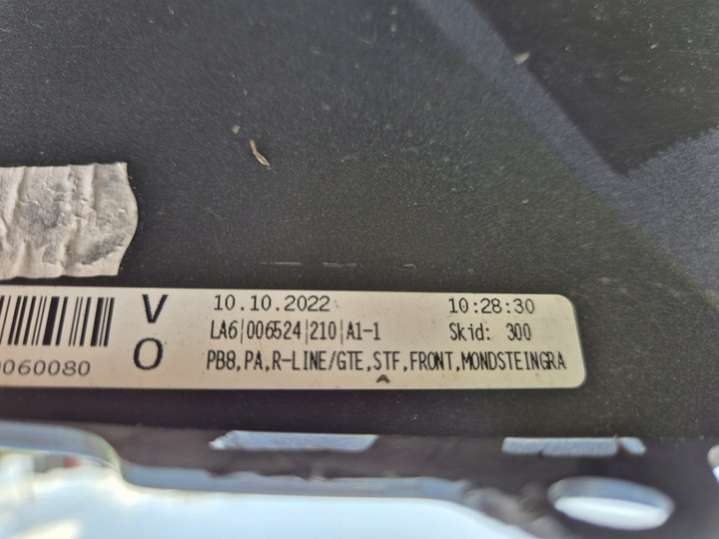 V 10.10.2022 10:28:30
LA6|006524|210|A1-1 Skid: 300
O PB8,PA,R-LINE/GTE,STF,FRONT,MONDSTEINGRA
0060080